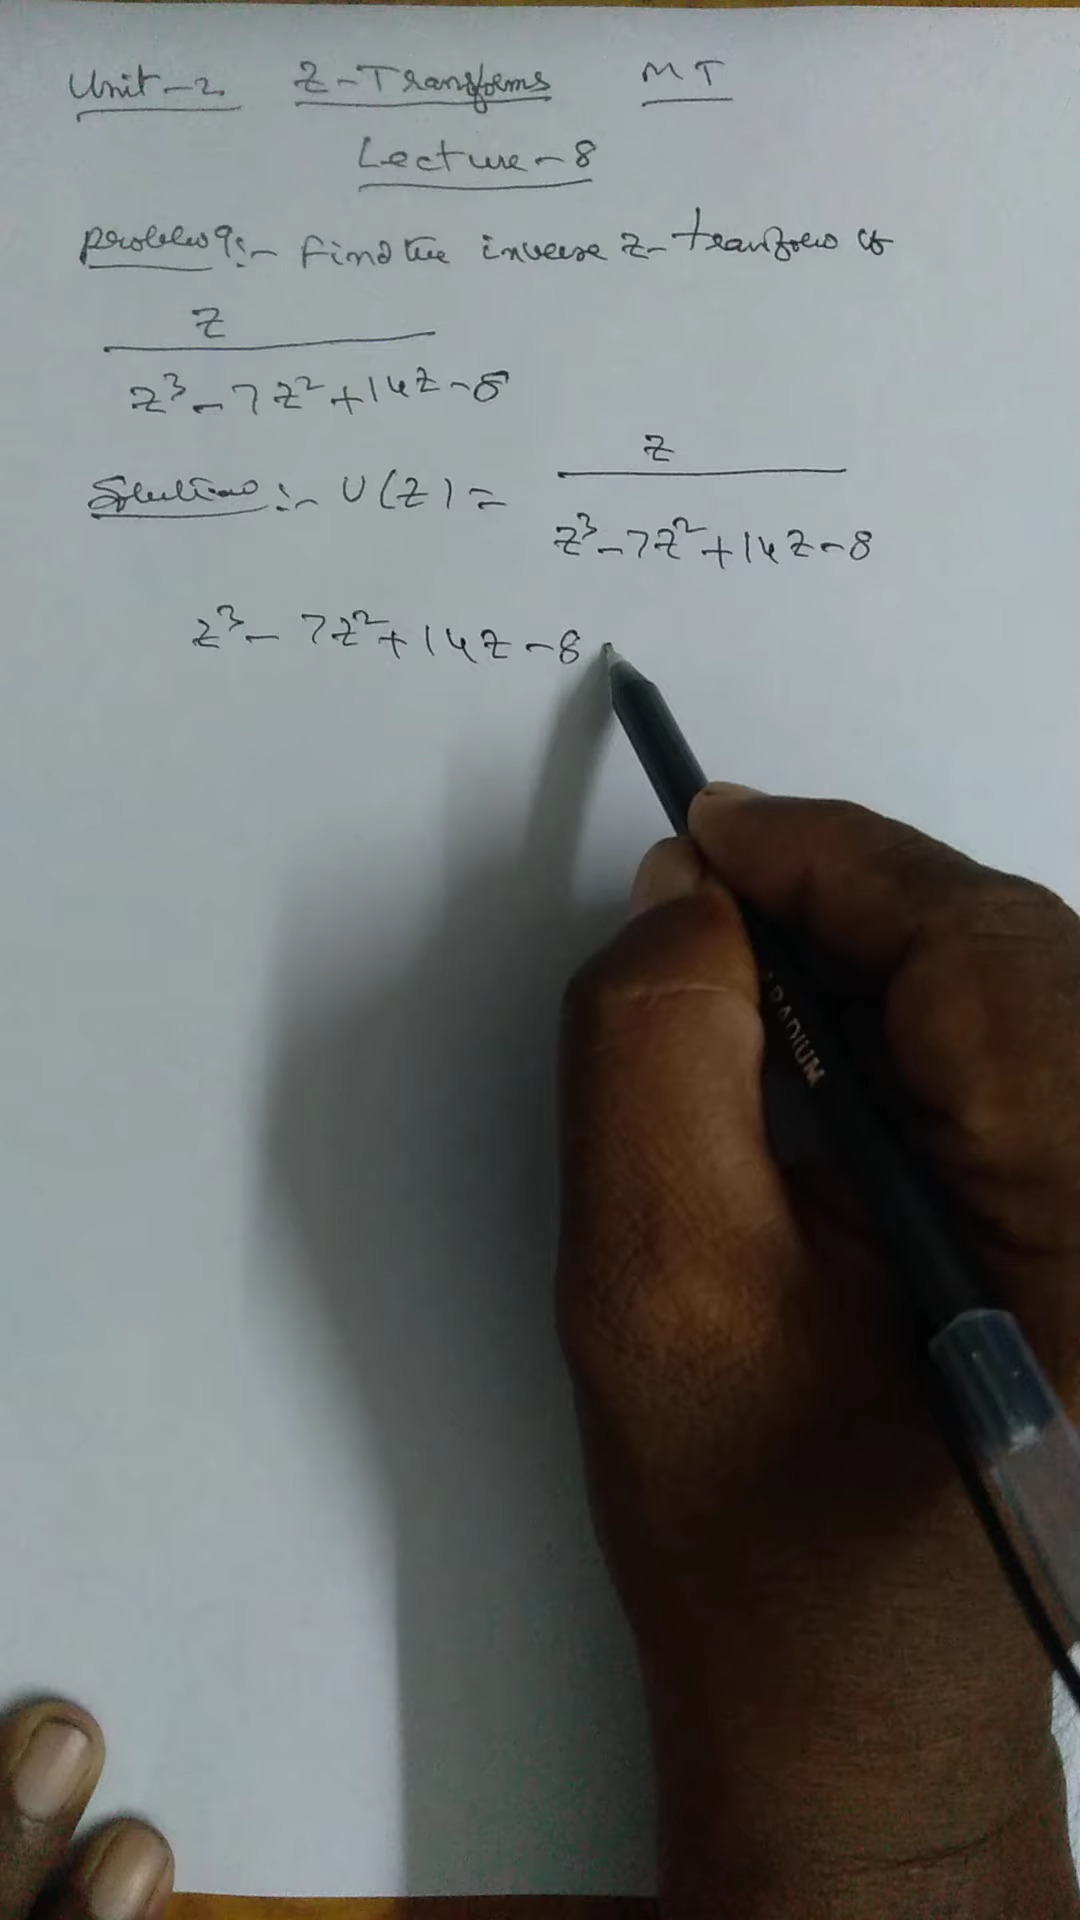 Unit-2 Z-Transforms MT
Lecture-8
Problem 9:- Find the inverse Z-transform of
z
z³-7z²+14z-8
Solution:- U(z) = z
z³-7z²+14z-8
z³-7z²+14z-8